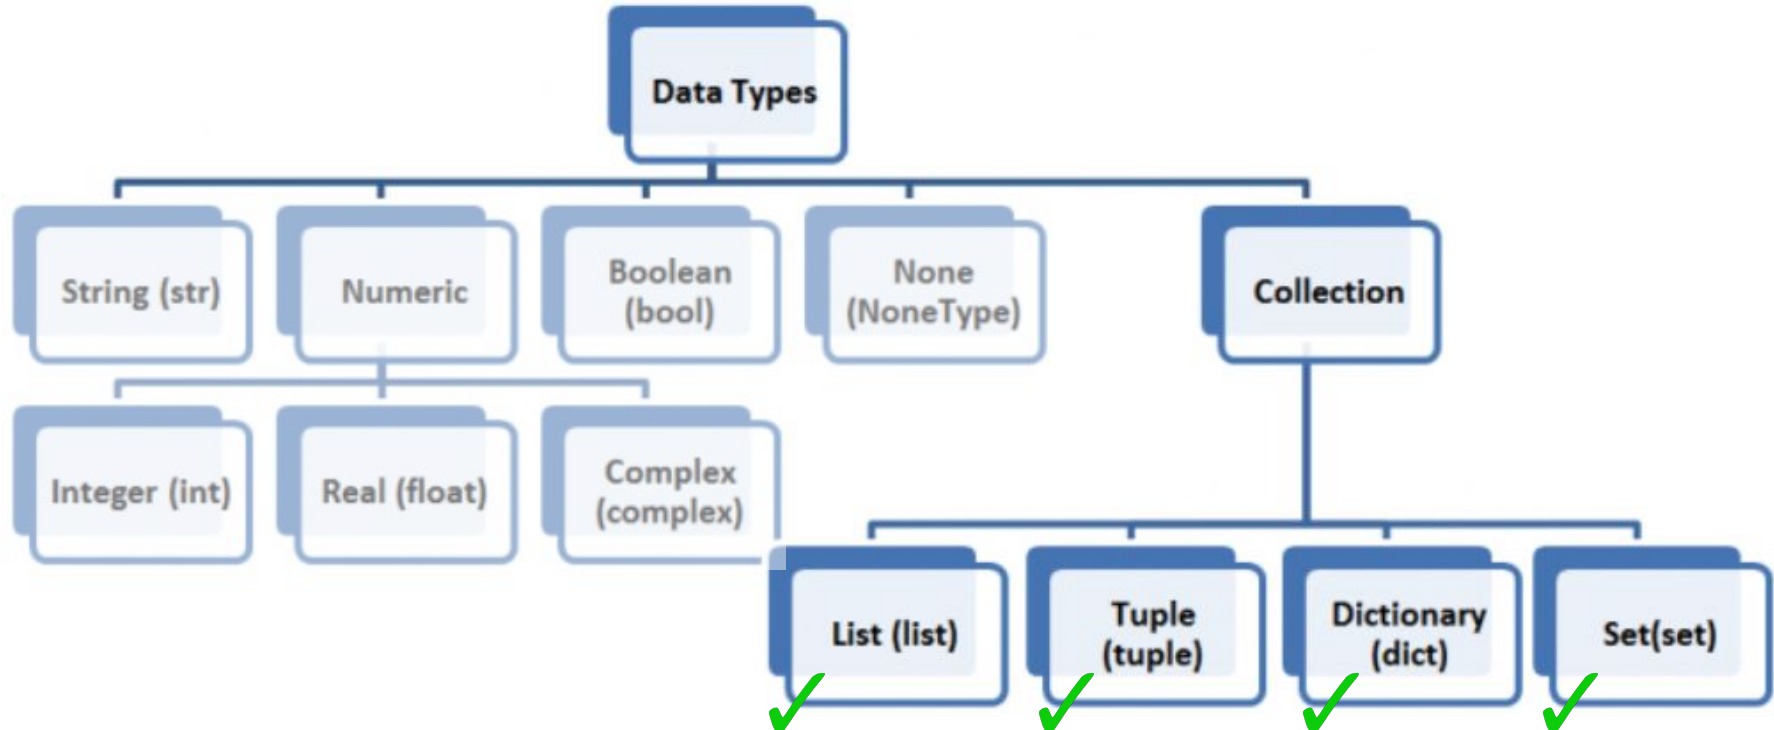 Data Types
String (str)
Numeric
Boolean
(bool)
None
(NoneType)
Collection
Integer (int)
Real (float)
Complex
(complex)
List (list)
Tuple
(tuple)
Dictionary
(dict)
Set(set)